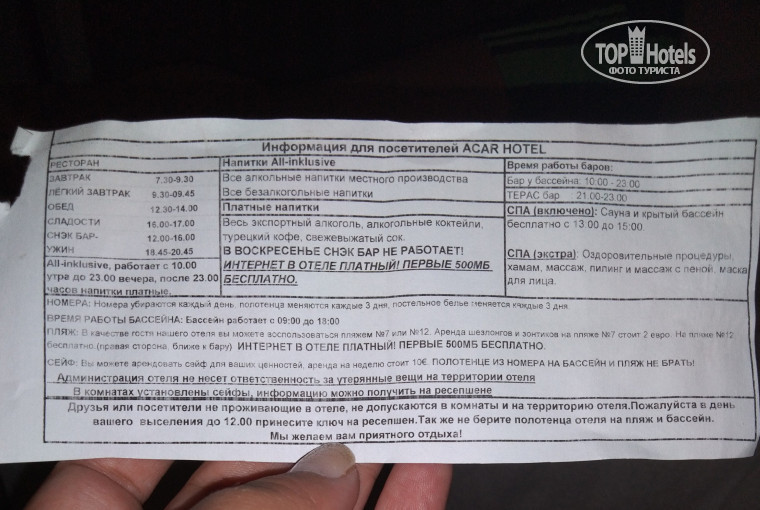 TOP Hotels
ФОТО ТУРИСТА
Информация для посетителей ACAR HOTEL
РЕСТОРАН
ЗАВТРАК 7.30-9.30
ЛЁГКИЙ ЗАВТРАК 9.30-09.45
ОБЕД 12.30-14.00
СЛАДОСТИ 16.00-17.00
СНЭК БАР- 12.00-16.00
УЖИН 18.45-20.45
All-inklusive, работает с 10.00
утра до 23.00 вечера, после 23.00
часов напитки платные.
Напитки All-inklusive
Все алкольные напитки местного производства
Все безалкогольные напитки
Платные напитки
Весь экспортный алкоголь, алкогольные коктейли,
турецкий кофе, свежевыжатый сок.
В ВОСКРЕСЕНЬЕ СНЭК БАР НЕ РАБОТАЕТ!
ИНТЕРНЕТ В ОТЕЛЕ ПЛАТНЫЙ! ПЕРВЫЕ 500МБ
БЕСПЛАТНО.
Время работы баров:
Бар у бассейна: 10:00 - 23.00
ТЕРАС бар 21.00-23.00
СПА (включено): Сауна и крытый бассейн
бесплатно с 13:00 до 15:00.
СПА (экстра): Оздоровительные процедуры,
хамам, массаж, пилинг и массаж с пеной, маска
для лица.
НОМЕРА: Номера убираются каждый день, полотенца меняются каждые 3 дня, постельное белье меняется каждые 3 дня.
ВРЕМЯ РАБОТЫ БАССЕЙНА: Бассейн работает с 09:00 до 18:00
ПЛЯЖ: В качестве гостя нашего отеля вы можете воспользоваться пляжем №7 или №12. Аренда шезлонгов и зонтиков на пляже №7 стоит 2 евро. На пляже №12
бесплатно.(правая сторона, ближе к бару) ИНТЕРНЕТ В ОТЕЛЕ ПЛАТНЫЙ! ПЕРВЫЕ 500МБ БЕСПЛАТНО.
СЕЙФ: Вы можете арендовать сейф для ваших ценностей, аренда на неделю стоит 10€. ПОЛОТЕНЦЕ ИЗ НОМЕРА НА БАССЕЙН И ПЛЯЖ НЕ БРАТЬ!
Администрация отеля не несет ответственность за утерянные вещи на территории отеля
В комнатах установлены сейфы, информацию можно получить на ресепшене
Друзья или посетители не проживающие в отеле, не допускаются в комнаты и на территорию отеля.Пожалуйста в день
вашего выселения до 12.00 принесите ключ на ресепшен.Так же не берите полотенца отеля на пляж и бассейн.
Мы желаем вам приятного отдыха!